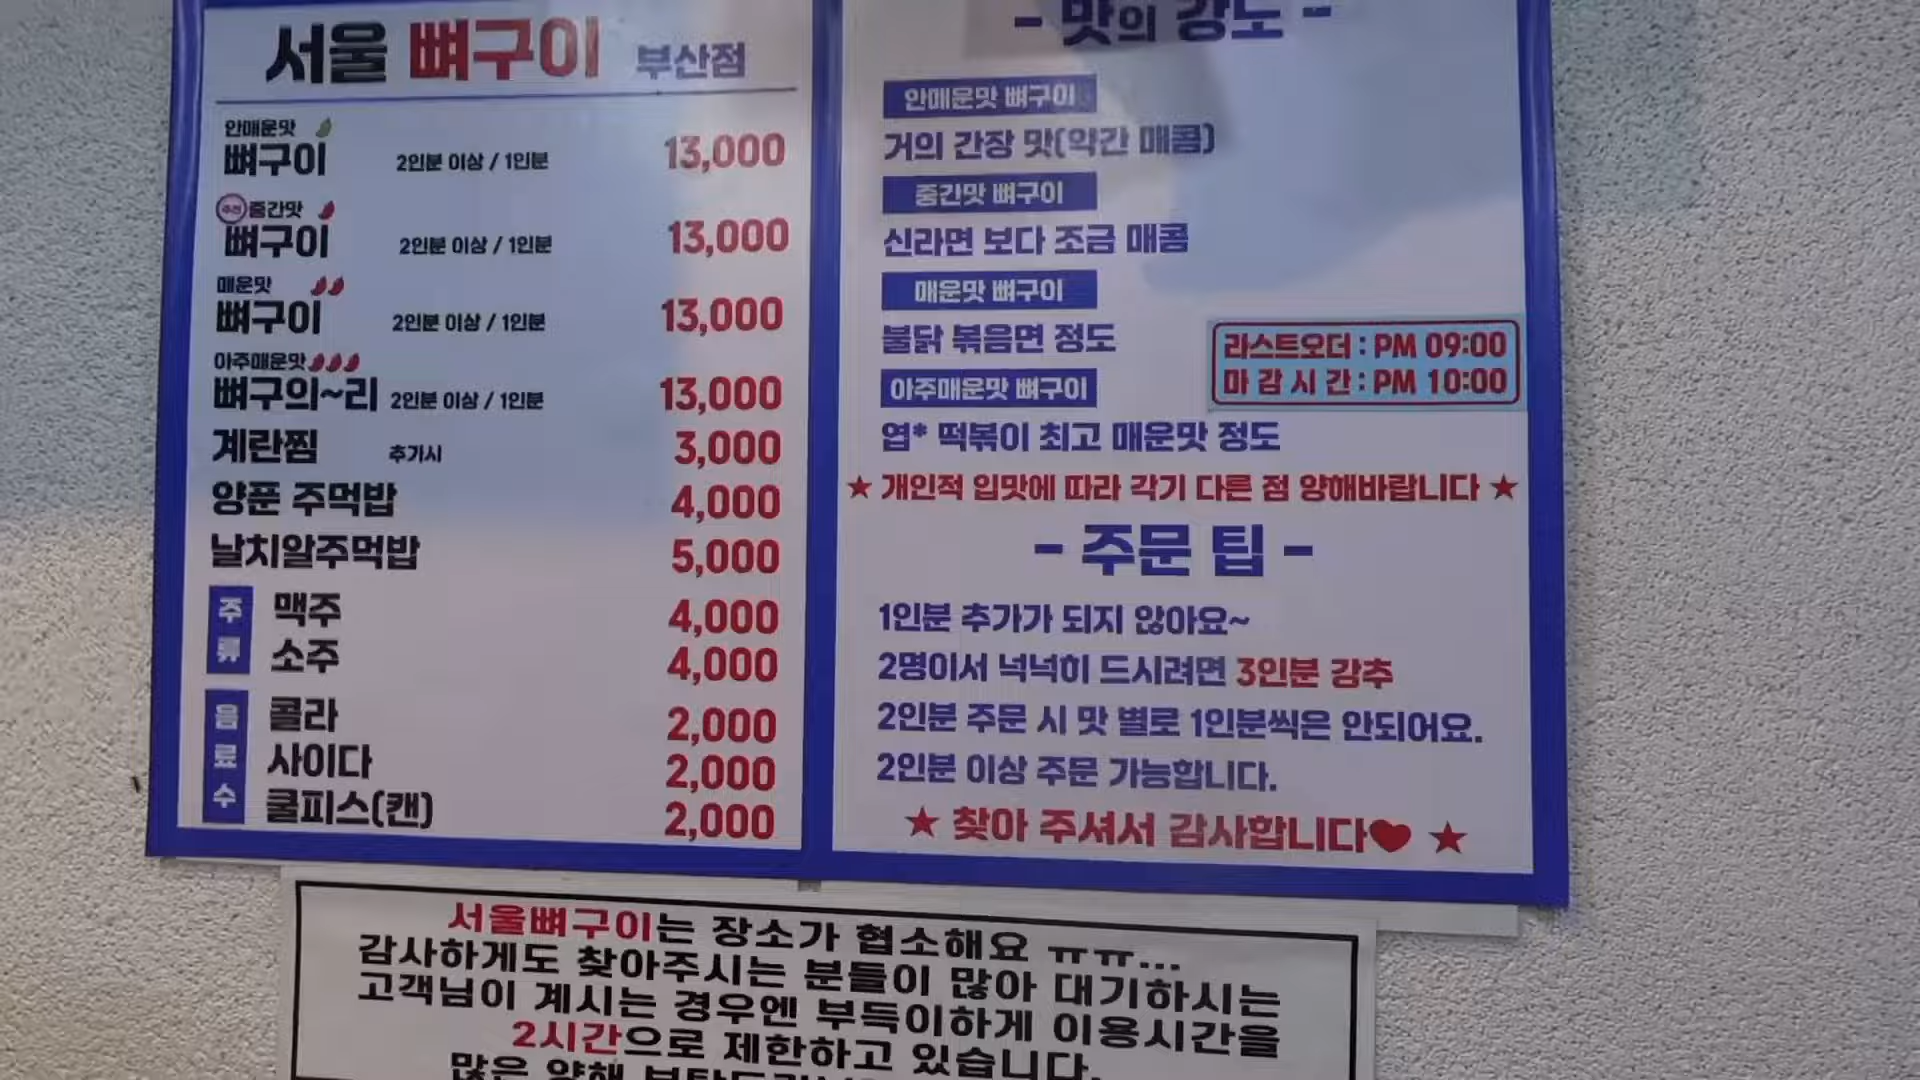 서울 뼈구이 부산점
안매운맛
뼈구이 2인분 이상 / 1인분 13,000
추천 중간맛
뼈구이 2인분 이상 / 1인분 13,000
매운맛
뼈구이 2인분 이상 / 1인분 13,000
아주매운맛
뼈구의~리 2인분 이상 / 1인분 13,000
계란찜 추가시 3,000
양푼 주먹밥 4,000
날치알주먹밥 5,000
주류
맥주 4,000
소주 4,000
음료수
콜라 2,000
사이다 2,000
쿨피스(캔) 2,000
- 맛의 강도 -
안매운맛 뼈구이
거의 간장 맛(약간 매콤)
중간맛 뼈구이
신라면 보다 조금 매콤
매운맛 뼈구이
불닭 볶음면 정도
라스트오더 : PM 09:00
마 감 시 간 : PM 10:00
아주매운맛 뼈구이
엽* 떡볶이 최고 매운맛 정도
★ 개인적 입맛에 따라 각기 다른 점 양해바랍니다 ★
- 주문 팁 -
1인분 추가가 되지 않아요~
2명이서 넉넉히 드시려면 3인분 강추
2인분 주문 시 맛 별로 1인분씩은 안되어요.
2인분 이상 주문 가능합니다.
★ 찾아 주셔서 감사합니다♥ ★
서울뼈구이는 장소가 협소해요 ㅠㅠ...
감사하게도 찾아주시는 분들이 많아 대기하시는
고객님이 계시는 경우엔 부득이하게 이용시간을
2시간으로 제한하고 있습니다.
많은 양해